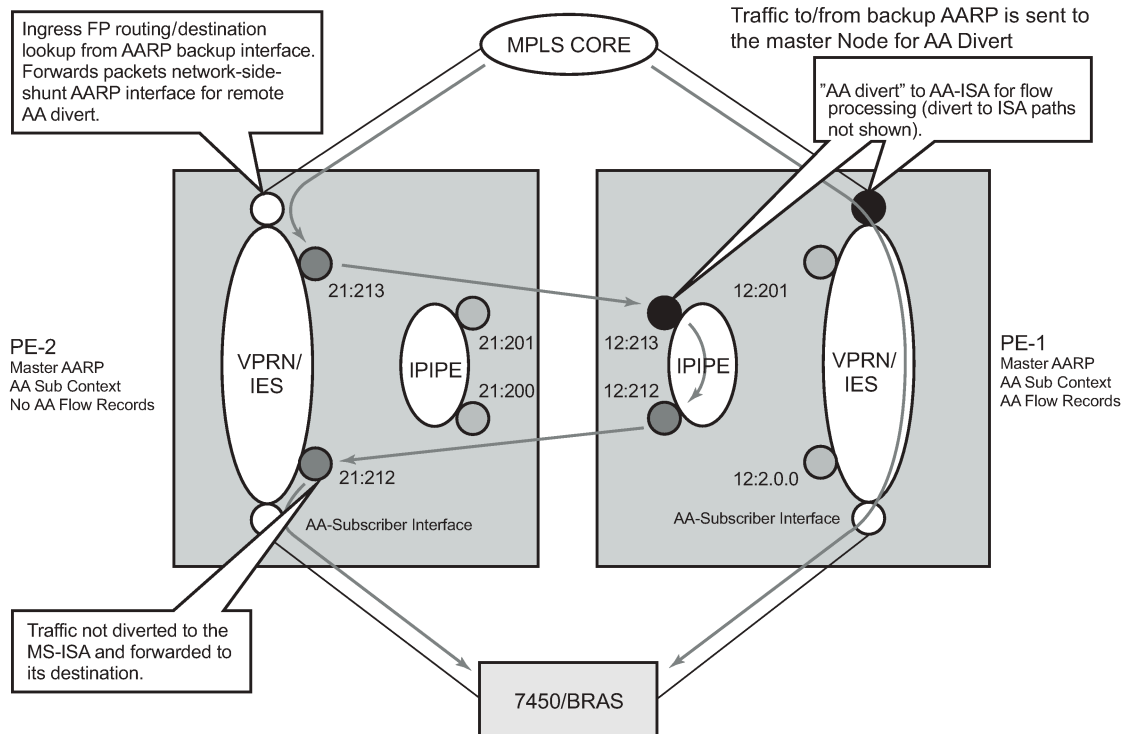 Ingress FP routing/destination
lookup from AARP backup interface.
Forwards packets network-side-
shunt AARP interface for remote
AA divert.
MPLS CORE
Traffic to/from backup AARP is sent to
the master Node for AA Divert
”AA divert” to AA-ISA for flow
processing (divert to ISA paths
not shown).
21:213
12:201
21:201
12:213
PE-2
Master AARP
AA Sub Context
No AA Flow Records
VPRN/
IES
IPIPE
IPIPE
VPRN/
IES
PE-1
Master AARP
AA Sub Context
AA Flow Records
21:200
12:212
21:212
12:2.0.0
AA-Subscriber Interface
AA-Subscriber Interface
Traffic not diverted to the
MS-ISA and forwarded to
its destination.
7450/BRAS